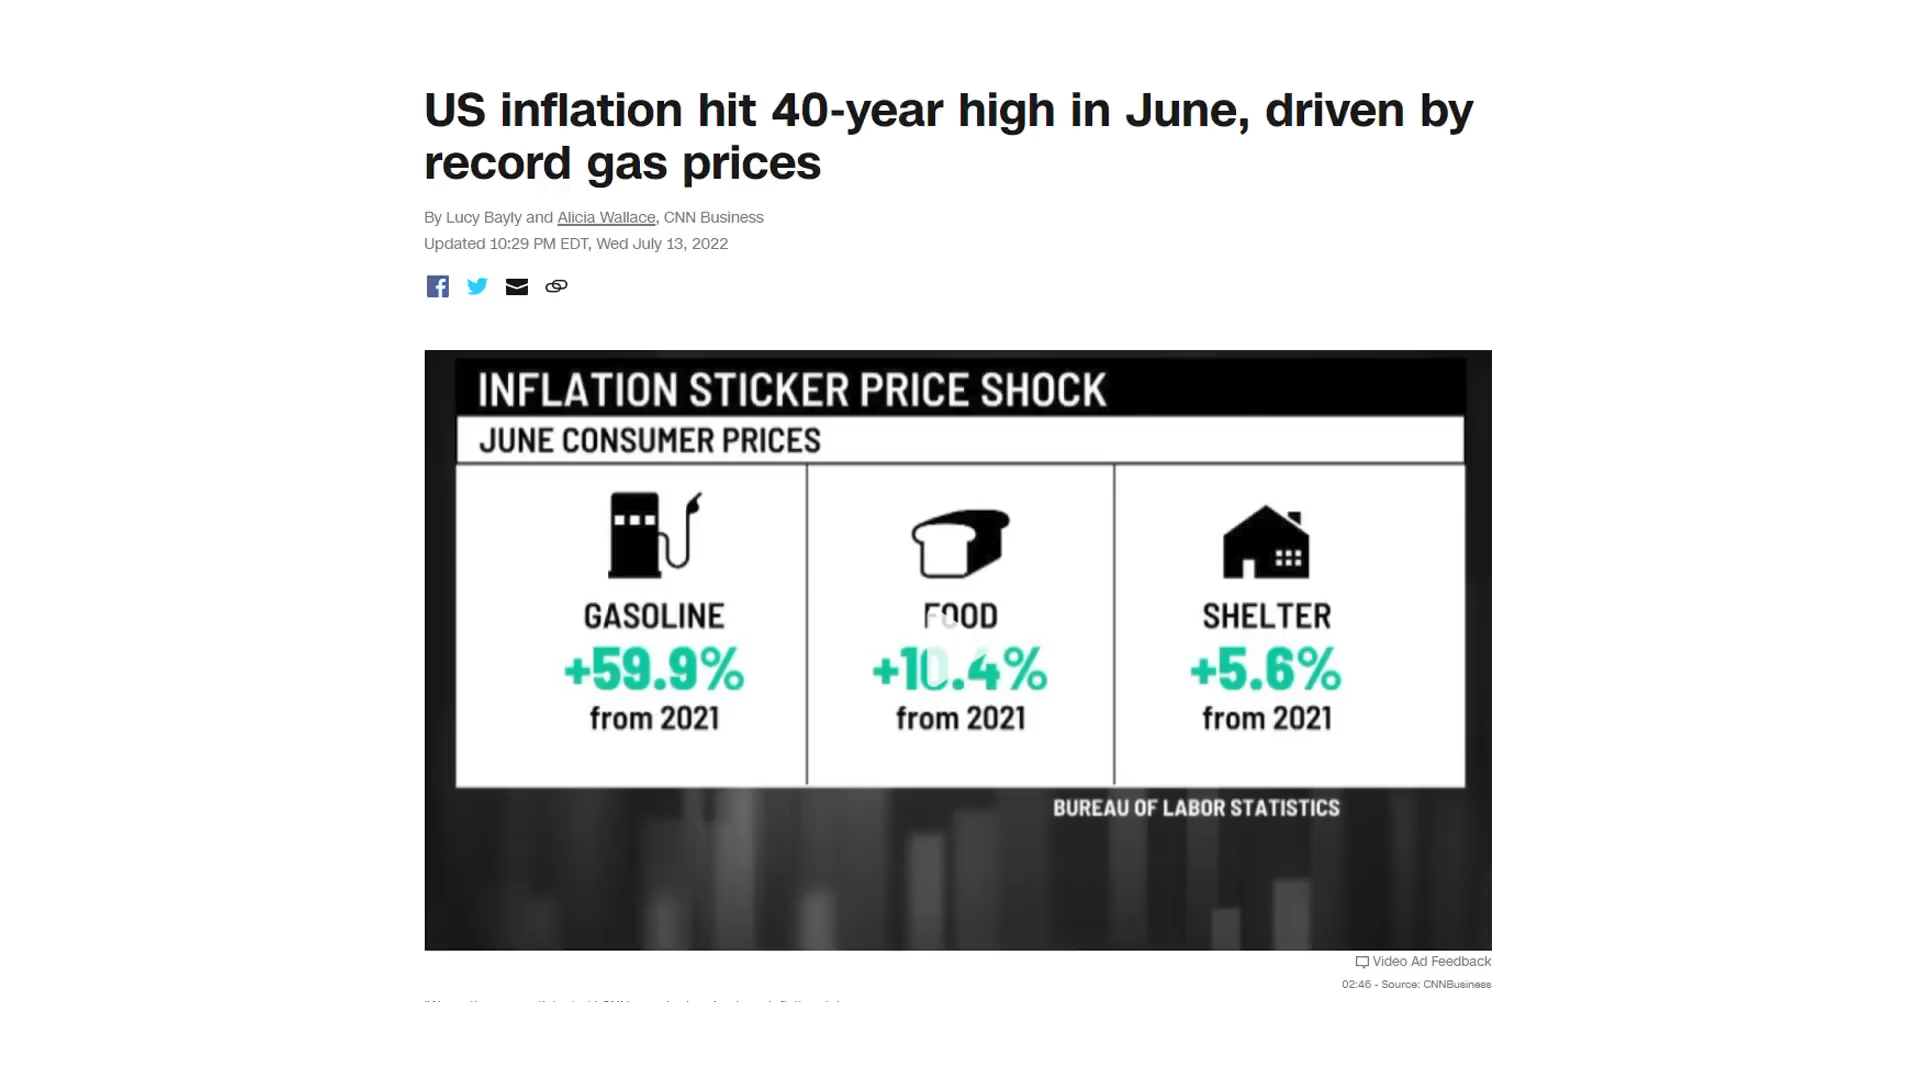 US inflation hit 40-year high in June, driven by
record gas prices
By Lucy Bayly and Alicia Wallace, CNN Business
Updated 10:29 PM EDT, Wed July 13, 2022
INFLATION STICKER PRICE SHOCK
JUNE CONSUMER PRICES
GASOLINE
+59.9%
from 2021
FOOD
+10.4%
from 2021
SHELTER
+5.6%
from 2021
BUREAU OF LABOR STATISTICS
Video Ad Feedback
02:46 - Source: CNNBusiness